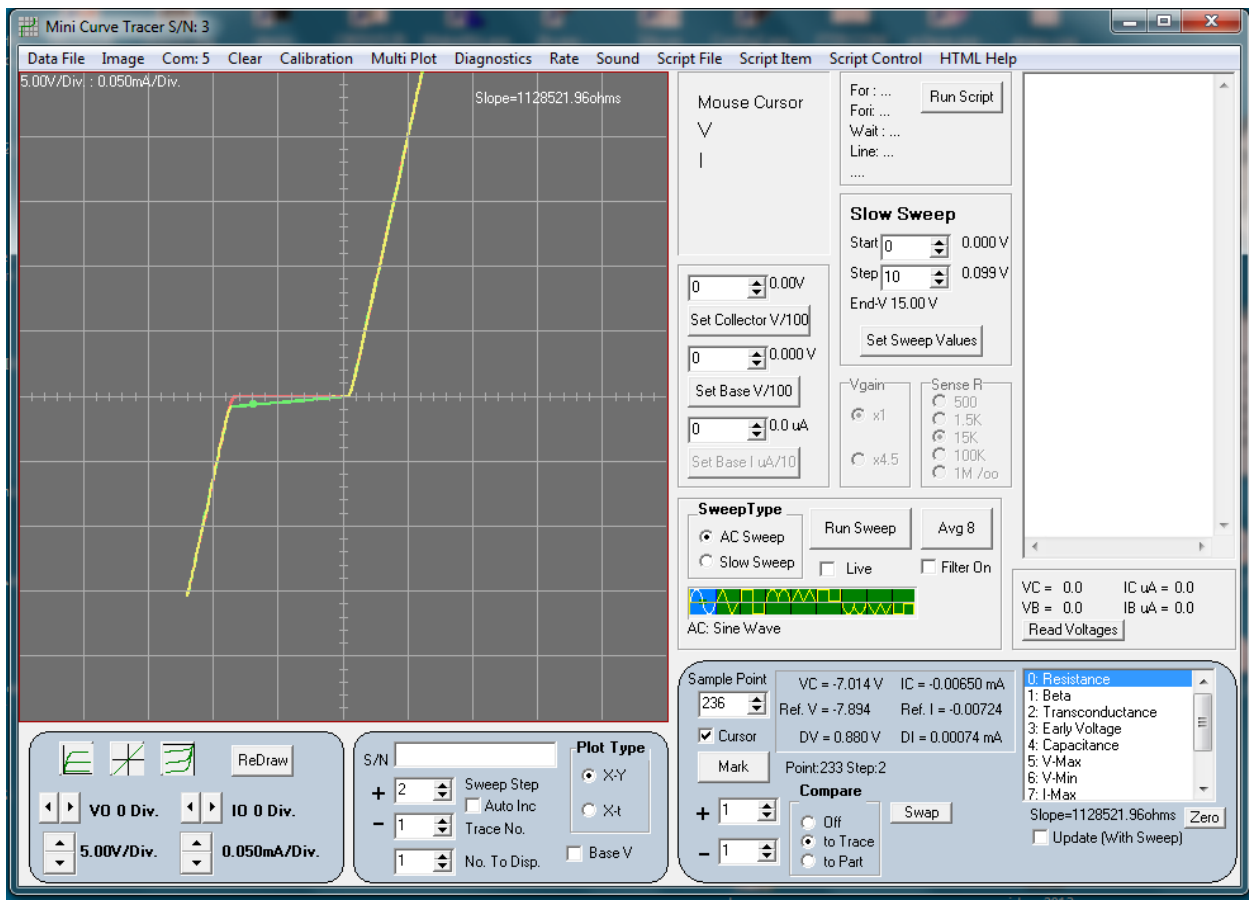 Mini Curve Tracer S/N: 3
Data File Image Com: 5 Clear Calibration Multi Plot Diagnostics Rate Sound Script File Script Item Script Control HTML Help
5.00V/Div. : 0.050mA/Div.
Slope=1128521.96ohms
Mouse Cursor
V
I
For : ...
Fori: ...
Wait : ...
Line: ...
....
Run Script
Slow Sweep
Start 0 0.000 V
Step 10 0.099 V
End-V 15.00 V
Set Sweep Values
0 0.00V
Set Collector V/100
0 0.000 V
Set Base V/100
0 0.0 uA
Set Base I uA/10
Vgain
x1
x4.5
Sense R
500
1.5K
15K
100K
1M /oo
SweepType
AC Sweep
Slow Sweep
Run Sweep
Avg 8
Live
Filter On
AC: Sine Wave
VC = 0.0 IC uA = 0.0
VB = 0.0 IB uA = 0.0
Read Voltages
ReDraw
VO 0 Div. IO 0 Div.
5.00V/Div. 0.050mA/Div.
S/N
+ 2 Sweep Step
Auto Inc
- 1 Trace No.
1 No. To Disp.
Plot Type
X-Y
X-t
Base V
Sample Point
236
Cursor
Mark
VC = -7.014 V IC = -0.00650 mA
Ref. V = -7.894 Ref. I = -0.00724
DV = 0.880 V DI = 0.00074 mA
Point:233 Step:2
+ 1
- 1
Compare
Off
to Trace
to Part
Swap
0: Resistance
1: Beta
2: Transconductance
3: Early Voltage
4: Capacitance
5: V-Max
6: V-Min
7: I-Max
Slope=1128521.96ohms Zero
Update (With Sweep)